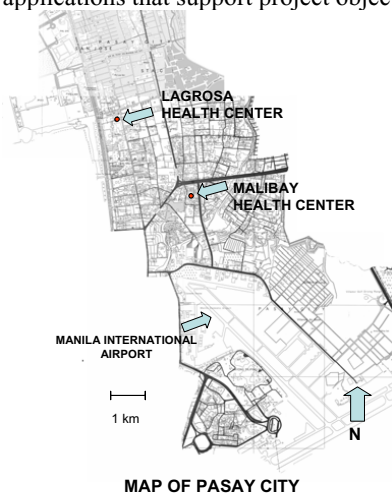 applications that support project objec
LAGROSA
HEALTH CENTER
MALIBAY
HEALTH CENTER
MANILA INTERNATIONAL
AIRPORT
1 km
N
MAP OF PASAY CITY